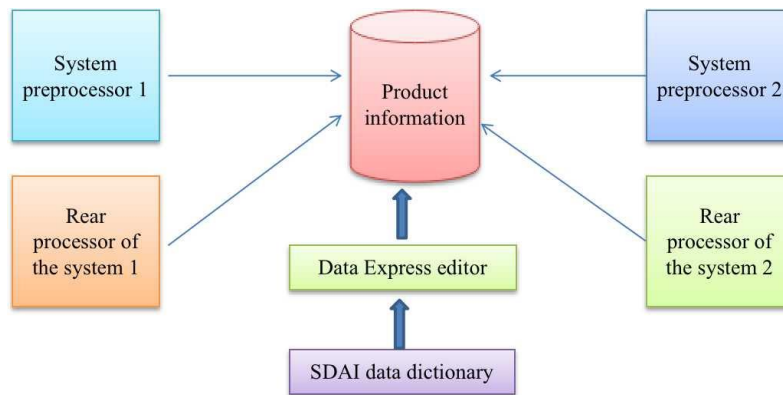 System
preprocessor 1
Product
information
System
preprocessor 2
Rear
processor of
the system 1
Data Express editor
Rear
processor of
the system 2
SDAI data dictionary